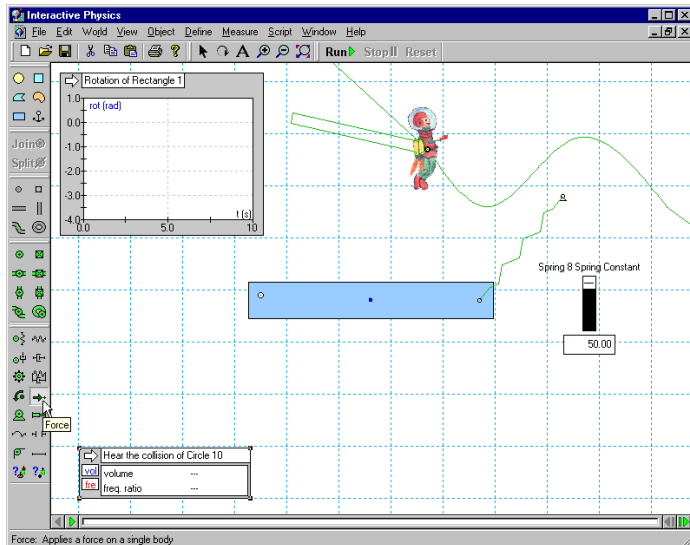 Interactive Physics
File Edit World View Object Define Measure Script Window Help
A Run Stop Reset
Join
Split
Rotation of Rectangle 1
rot (rad)
1.0
0.0
-1.0
-2.0
-3.0
-4.0
t (s)
0.0 5.0 10
Spring 8 Spring Constant
50.00
Force
Hear the collision of Circle 10
vol volume ---
fre freq. ratio ---
Force: Applies a force on a single body